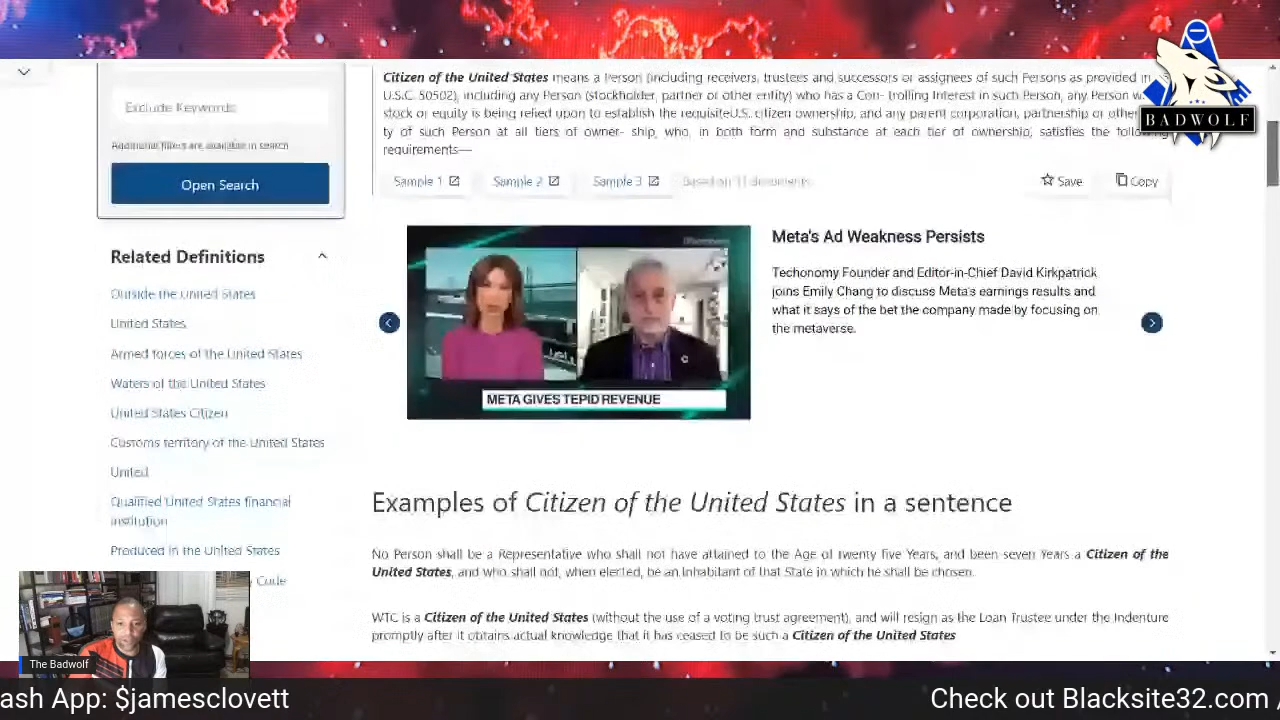 BADWOLF
Citizen of the United States means a Person (including receivers, trustees and successors or assignees of such Persons as provided in
U.S.C. 50502), including any Person (stockholder, partner or other entity) who has a Con- trolling Interest in such Person, any Person
stock or equity is being relied upon to establish the requisiteU.S. citizen ownership, and any parent corporation, partnership or other
ty of such Person at all tiers of owner- ship, who, in both form and substance at each tier of ownership, satisfies the following
requirements—
Exclude Keywords
Additional filters are available in search
Open Search
Sample 1
Sample 2
Sample 3
Based on 11 documents
Save
Copy
Related Definitions
Outside the United States
United States
Armed forces of the United States
Waters of the United States
United States Citizen
Customs territory of the United States
United
Qualified United States financial
institution
Produced in the United States
Code
META GIVES TEPID REVENUE
Meta's Ad Weakness Persists
Techonomy Founder and Editor-in-Chief David Kirkpatrick
joins Emily Chang to discuss Meta's earnings results and
what it says of the bet the company made by focusing on
the metaverse.
Examples of Citizen of the United States in a sentence
No Person shall be a Representative who shall not have attained to the Age of twenty five Years, and been seven Years a Citizen of the
United States, and who shall not, when elected, be an Inhabitant of that State in which he shall be chosen.
WTC is a Citizen of the United States (without the use of a voting trust agreement), and will resign as the Loan Trustee under the Indenture
promptly after it obtains actual knowledge that it has ceased to be such a Citizen of the United States
The Badwolf
ash App: $jamesclovett
Check out Blacksite32.com